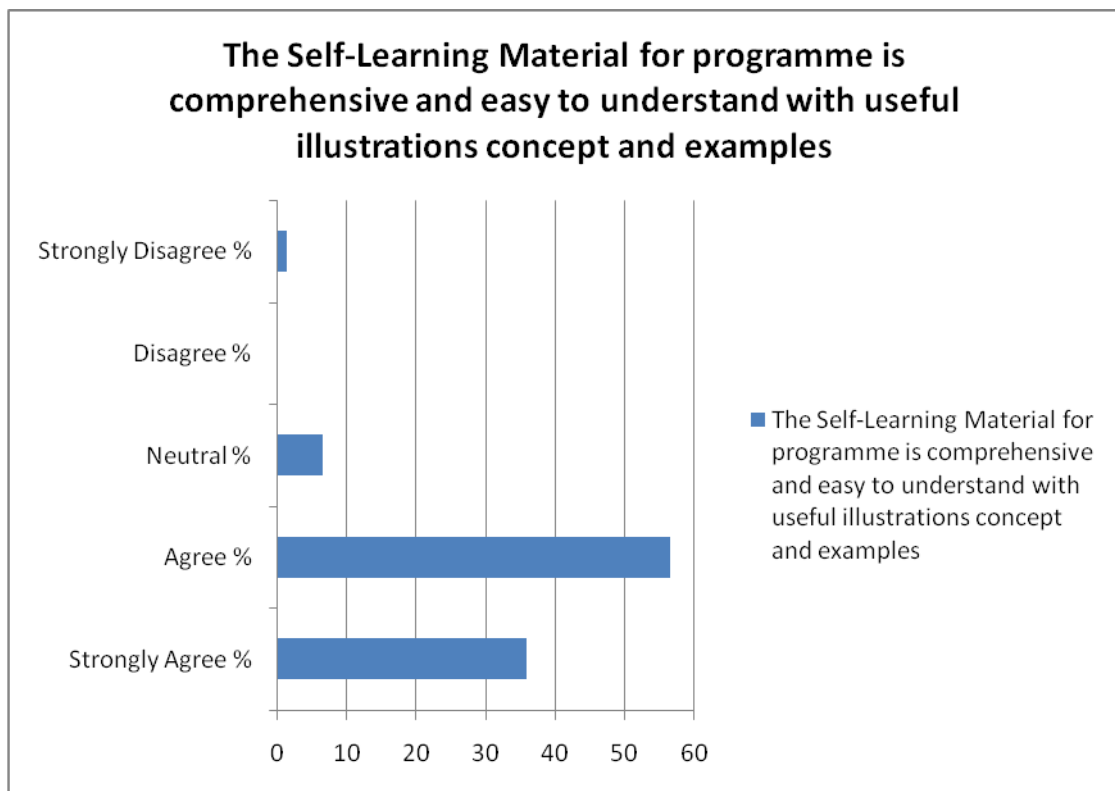 The Self-Learning Material for programme is
comprehensive and easy to understand with useful
illustrations concept and examples
Strongly Disagree %
Disagree %
Neutral %
Agree %
Strongly Agree %
0 10 20 30 40 50 60
The Self-Learning Material for
programme is comprehensive
and easy to understand with
useful illustrations concept
and examples